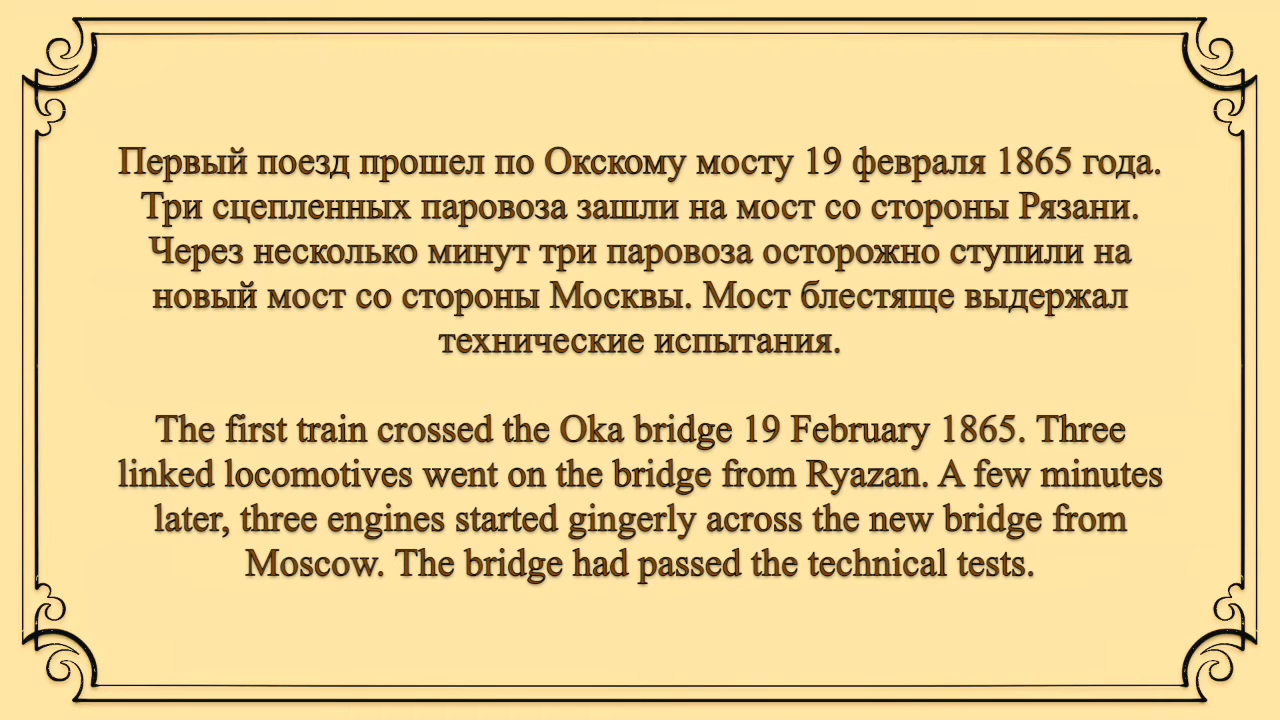 Первый поезд прошел по Окскому мосту 19 февраля 1865 года.
Три сцепленных паровоза зашли на мост со стороны Рязани.
Через несколько минут три паровоза осторожно ступили на
новый мост со стороны Москвы. Мост блестяще выдержал
технические испытания.
The first train crossed the Oka bridge 19 February 1865. Three
linked locomotives went on the bridge from Ryazan. A few minutes
later, three engines started gingerly across the new bridge from
Moscow. The bridge had passed the technical tests.